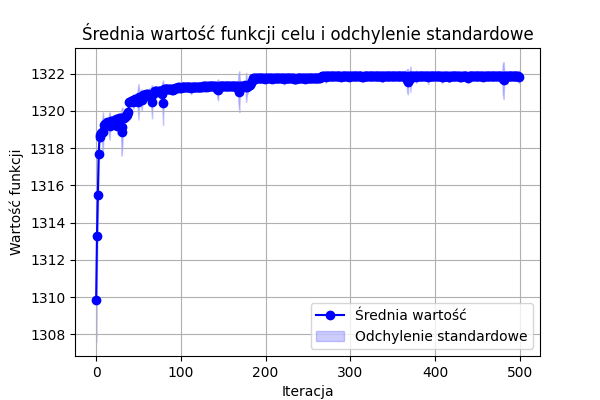 Średnia wartość funkcji celu i odchylenie standardowe
Wartość funkcji
1322
1320
1318
1316
1314
1312
1310
1308
0 100 200 300 400 500
Iteracja
Średnia wartość
Odchylenie standardowe